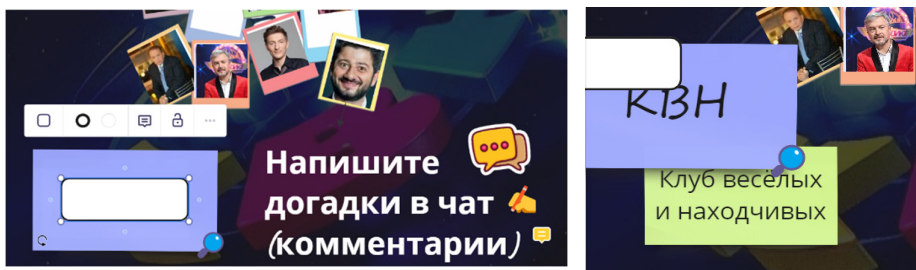 Напишите
догадки в чат
(комментарии)
КВН
Клуб весёлых
и находчивых